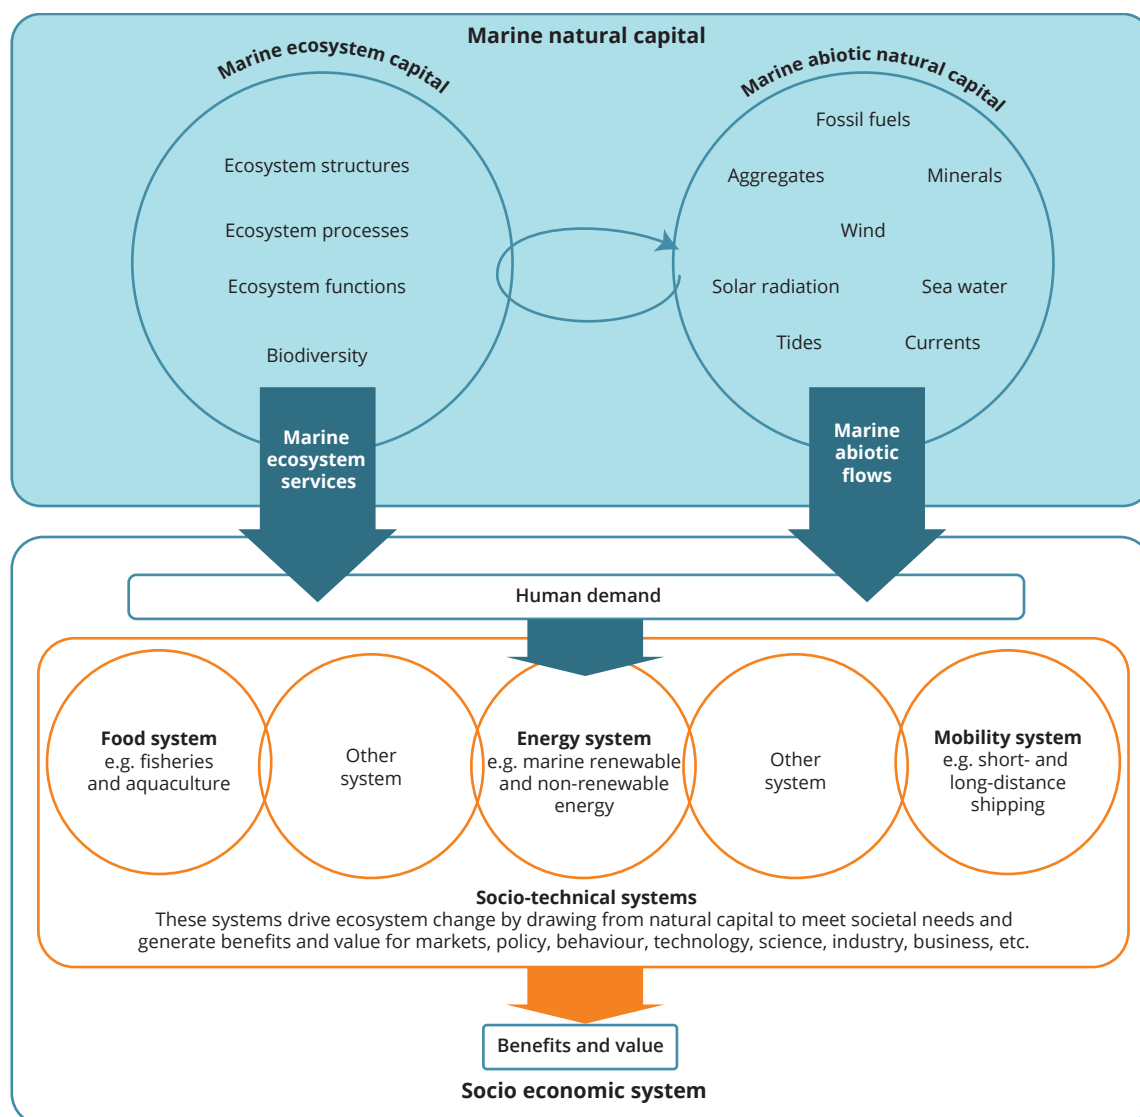 Marine natural capital
Marine ecosystem capital
Ecosystem structures
Ecosystem processes
Ecosystem functions
Biodiversity
Marine abiotic natural capital
Fossil fuels
Aggregates
Minerals
Wind
Solar radiation
Sea water
Tides
Currents
Marine
ecosystem
services
Marine
abiotic
flows
Human demand
Food system
e.g. fisheries
and aquaculture
Other
system
Energy system
e.g. marine renewable
and non-renewable
energy
Other
system
Mobility system
e.g. short- and
long-distance
shipping
Socio-technical systems
These systems drive ecosystem change by drawing from natural capital to meet societal needs and
generate benefits and value for markets, policy, behaviour, technology, science, industry, business, etc.
Benefits and value
Socio economic system